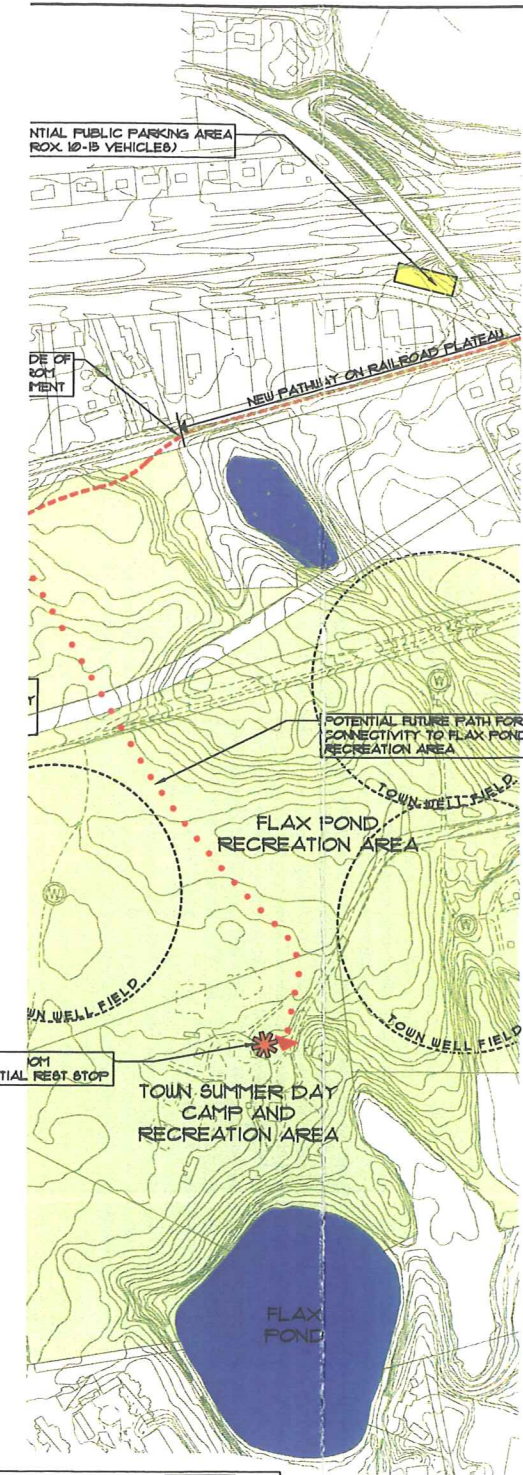 NTIAL PUBLIC PARKING AREA
ROX. 10-15 VEHICLES)
DE OF
ROM
MENT
NEW PATHWAY ON RAILROAD PLATEAU
W
Y
POTENTIAL FUTURE PATH FOR
CONNECTIVITY TO FLAX POND
RECREATION AREA
TOWN WELL FIELD
FLAX POND
RECREATION AREA
W
W
WN WELL FIELD
TOWN WELL FIELD
OM
TIAL REST STOP
TOWN SUMMER DAY
CAMP AND
RECREATION AREA
FLAX
POND